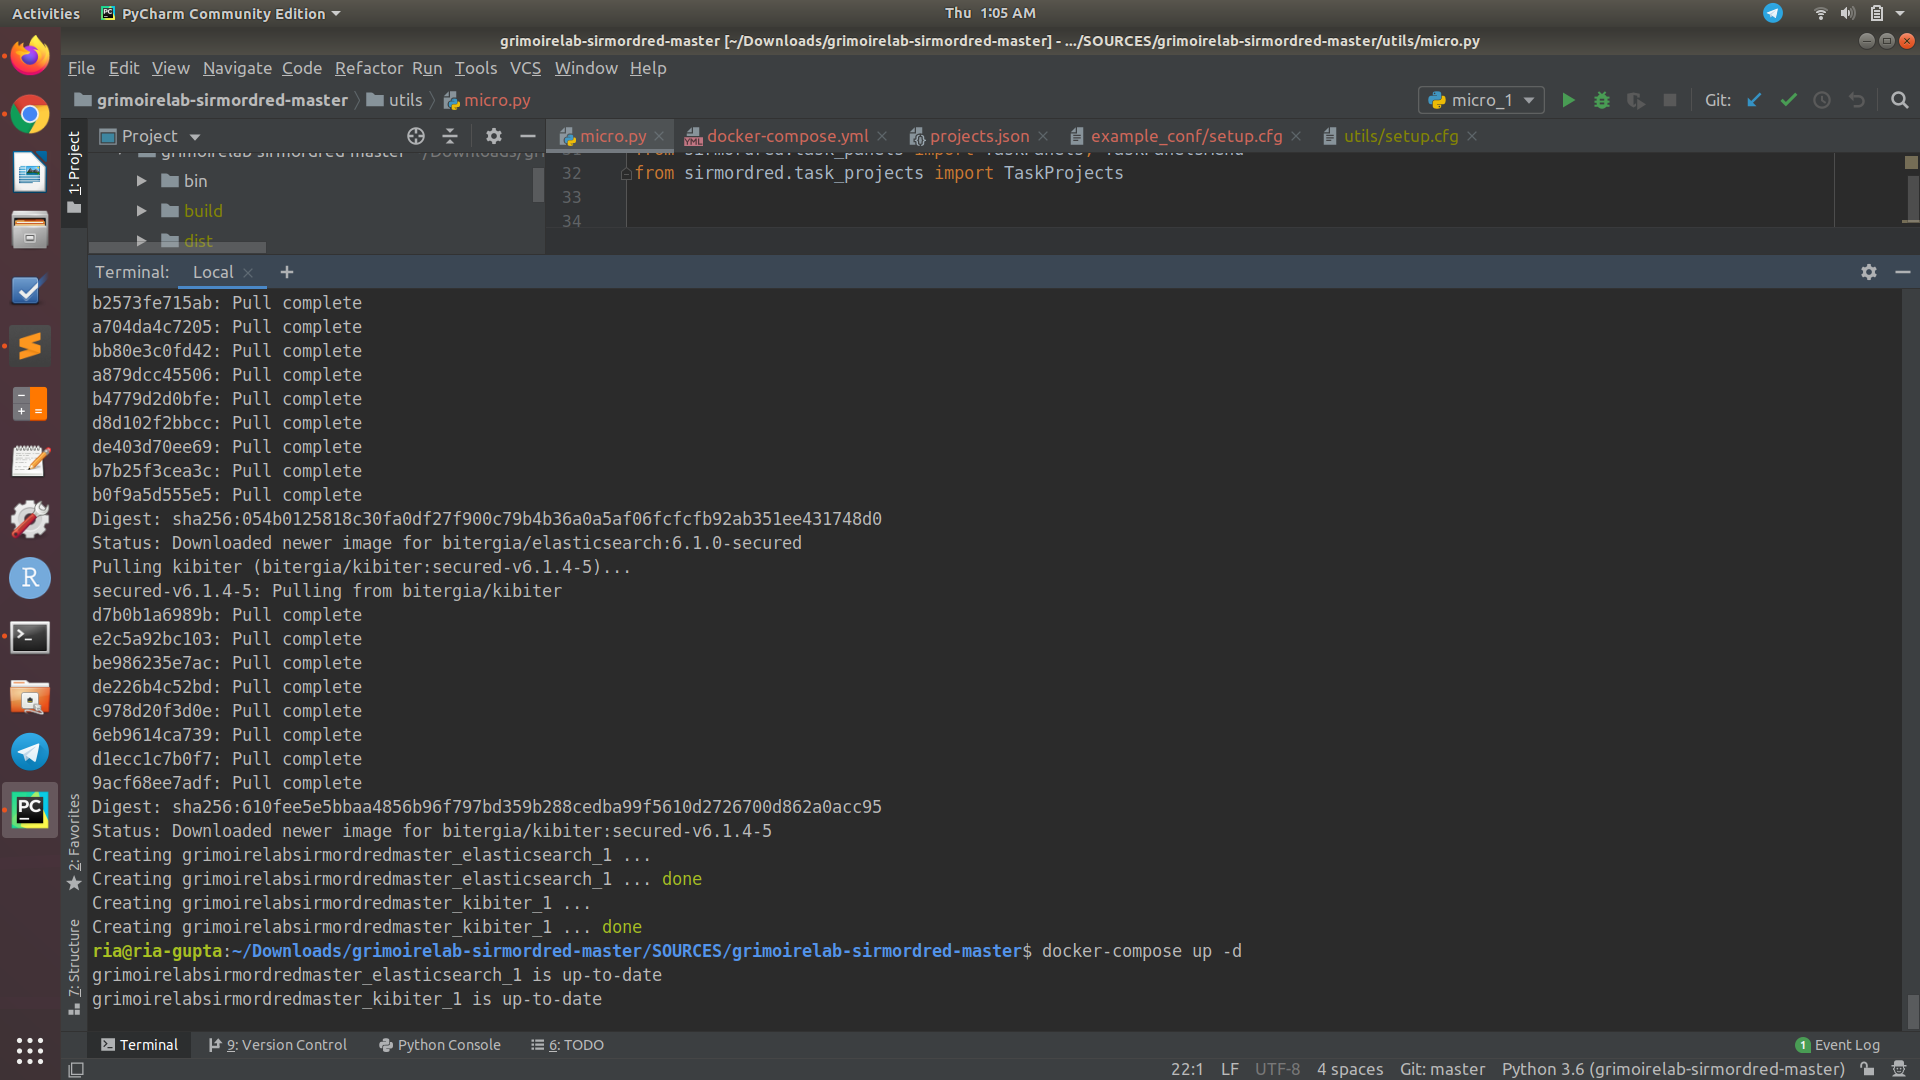 Activities PyCharm Community Edition Thu 1:05 AM
grimoirelab-sirmordred-master [~/Downloads/grimoirelab-sirmordred-master] - .../SOURCES/grimoirelab-sirmordred-master/utils/micro.py
File Edit View Navigate Code Refactor Run Tools VCS Window Help
grimoirelab-sirmordred-master utils micro.py micro_1 Git:
1: Project
Project micro.py docker-compose.yml projects.json example_conf/setup.cfg utils/setup.cfg
32 from sirmordred.task_projects import TaskProjects
bin
33
build
34
dist
Terminal: Local +
b2573fe715ab: Pull complete
a704da4c7205: Pull complete
bb80e3c0fd42: Pull complete
a879dcc45506: Pull complete
b4779d2d0bfe: Pull complete
d8d102f2bbcc: Pull complete
de403d70ee69: Pull complete
b7b25f3cea3c: Pull complete
b0f9a5d555e5: Pull complete
Digest: sha256:054b0125818c30fa0df27f900c79b4b36a0a5af06fcfcfb92ab351ee431748d0
Status: Downloaded newer image for bitergia/elasticsearch:6.1.0-secured
Pulling kibiter (bitergia/kibiter:secured-v6.1.4-5)...
secured-v6.1.4-5: Pulling from bitergia/kibiter
d7b0b1a6989b: Pull complete
e2c5a92bc103: Pull complete
be986235e7ac: Pull complete
de226b4c52bd: Pull complete
c978d20f3d0e: Pull complete
6eb9614ca739: Pull complete
d1ecc1c7b0f7: Pull complete
9acf68ee7adf: Pull complete
Digest: sha256:610fee5e5bbaa4856b96f797bd359b288cedba99f5610d2726700d862a0acc95
Status: Downloaded newer image for bitergia/kibiter:secured-v6.1.4-5
Creating grimoirelabsirmordredmaster_elasticsearch_1 ...
Creating grimoirelabsirmordredmaster_elasticsearch_1 ... done
Creating grimoirelabsirmordredmaster_kibiter_1 ...
Creating grimoirelabsirmordredmaster_kibiter_1 ... done
ria@ria-gupta:~/Downloads/grimoirelab-sirmordred-master/SOURCES/grimoirelab-sirmordred-master$ docker-compose up -d
grimoirelabsirmordredmaster_elasticsearch_1 is up-to-date
grimoirelabsirmordredmaster_kibiter_1 is up-to-date
2: Favorites
7: Structure
Terminal 9: Version Control Python Console 6: TODO 1 Event Log
22:1 LF UTF-8 4 spaces Git: master Python 3.6 (grimoirelab-sirmordred-master)